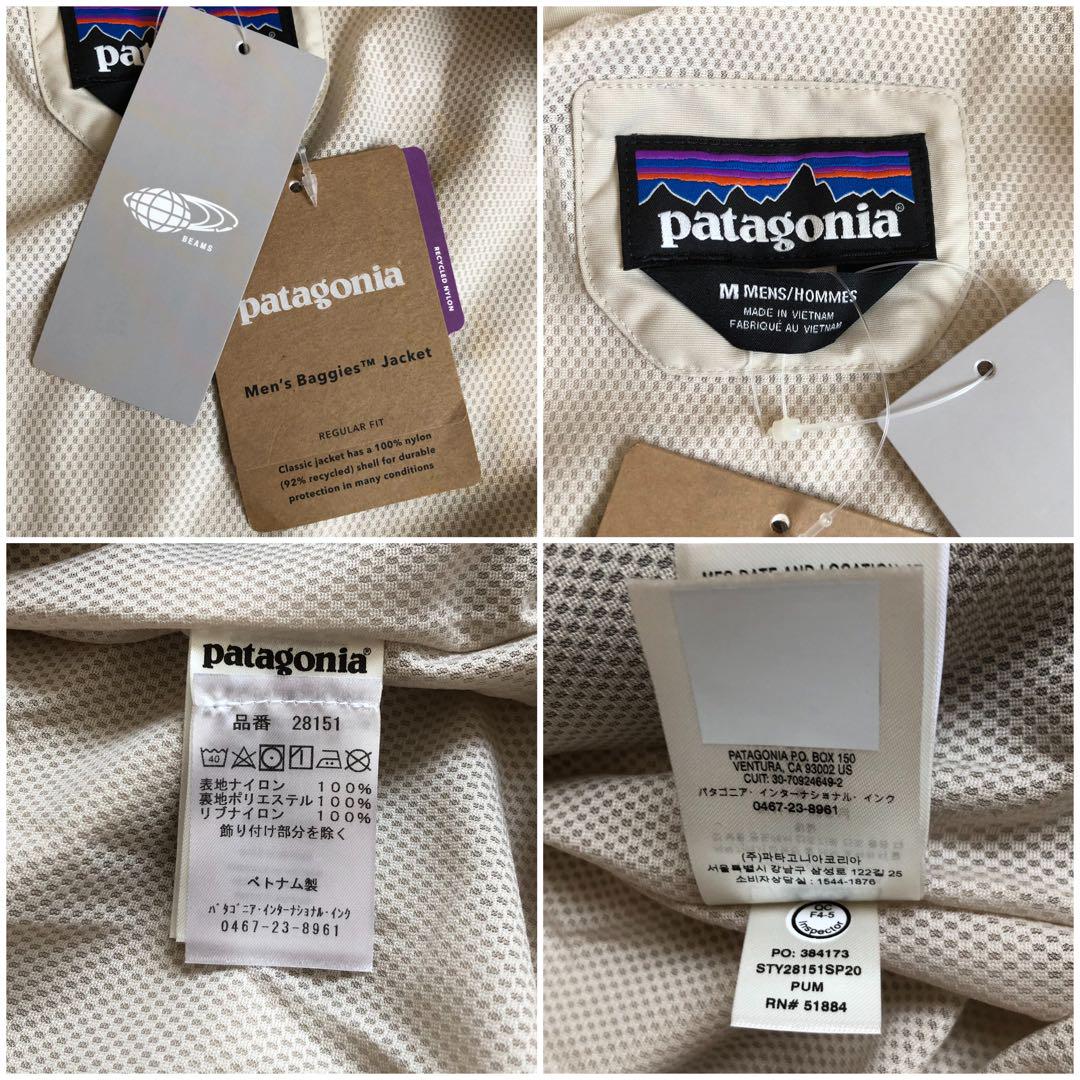 pa
BEAMS
patagonia
RECYCLED NYLON
Men's Baggies™ Jacket
REGULAR FIT
Classic jacket has a 100% nylon
(92% recycled) shell for durable
protection in many conditions
patagonia®
M MENS/HOMMES
MADE IN VIETNAM
FABRIQUÉ AU VIETNAM
patagonia®
品番 28151
40
表地ナイロン 100%
裏地ポリエステル 100%
リブナイロン 100%
飾り付け部分を除く
ベトナム製
パタゴニア・インターナショナル・インク
0467-23-8961
MFG DATE AND LOCATION
PATAGONIA P.O. BOX 150
VENTURA, CA 93002 US
CUIT: 30-70924649-2
パタゴニア・インターナショナル・インク
0467-23-8961
(주)파타고니아코리아
서울특별시 강남구 삼성로 122길 25
소비자상담실 : 1544-1876
QC
F4-5
Inspector
PO: 384173
STY28151SP20
PUM
RN# 51884